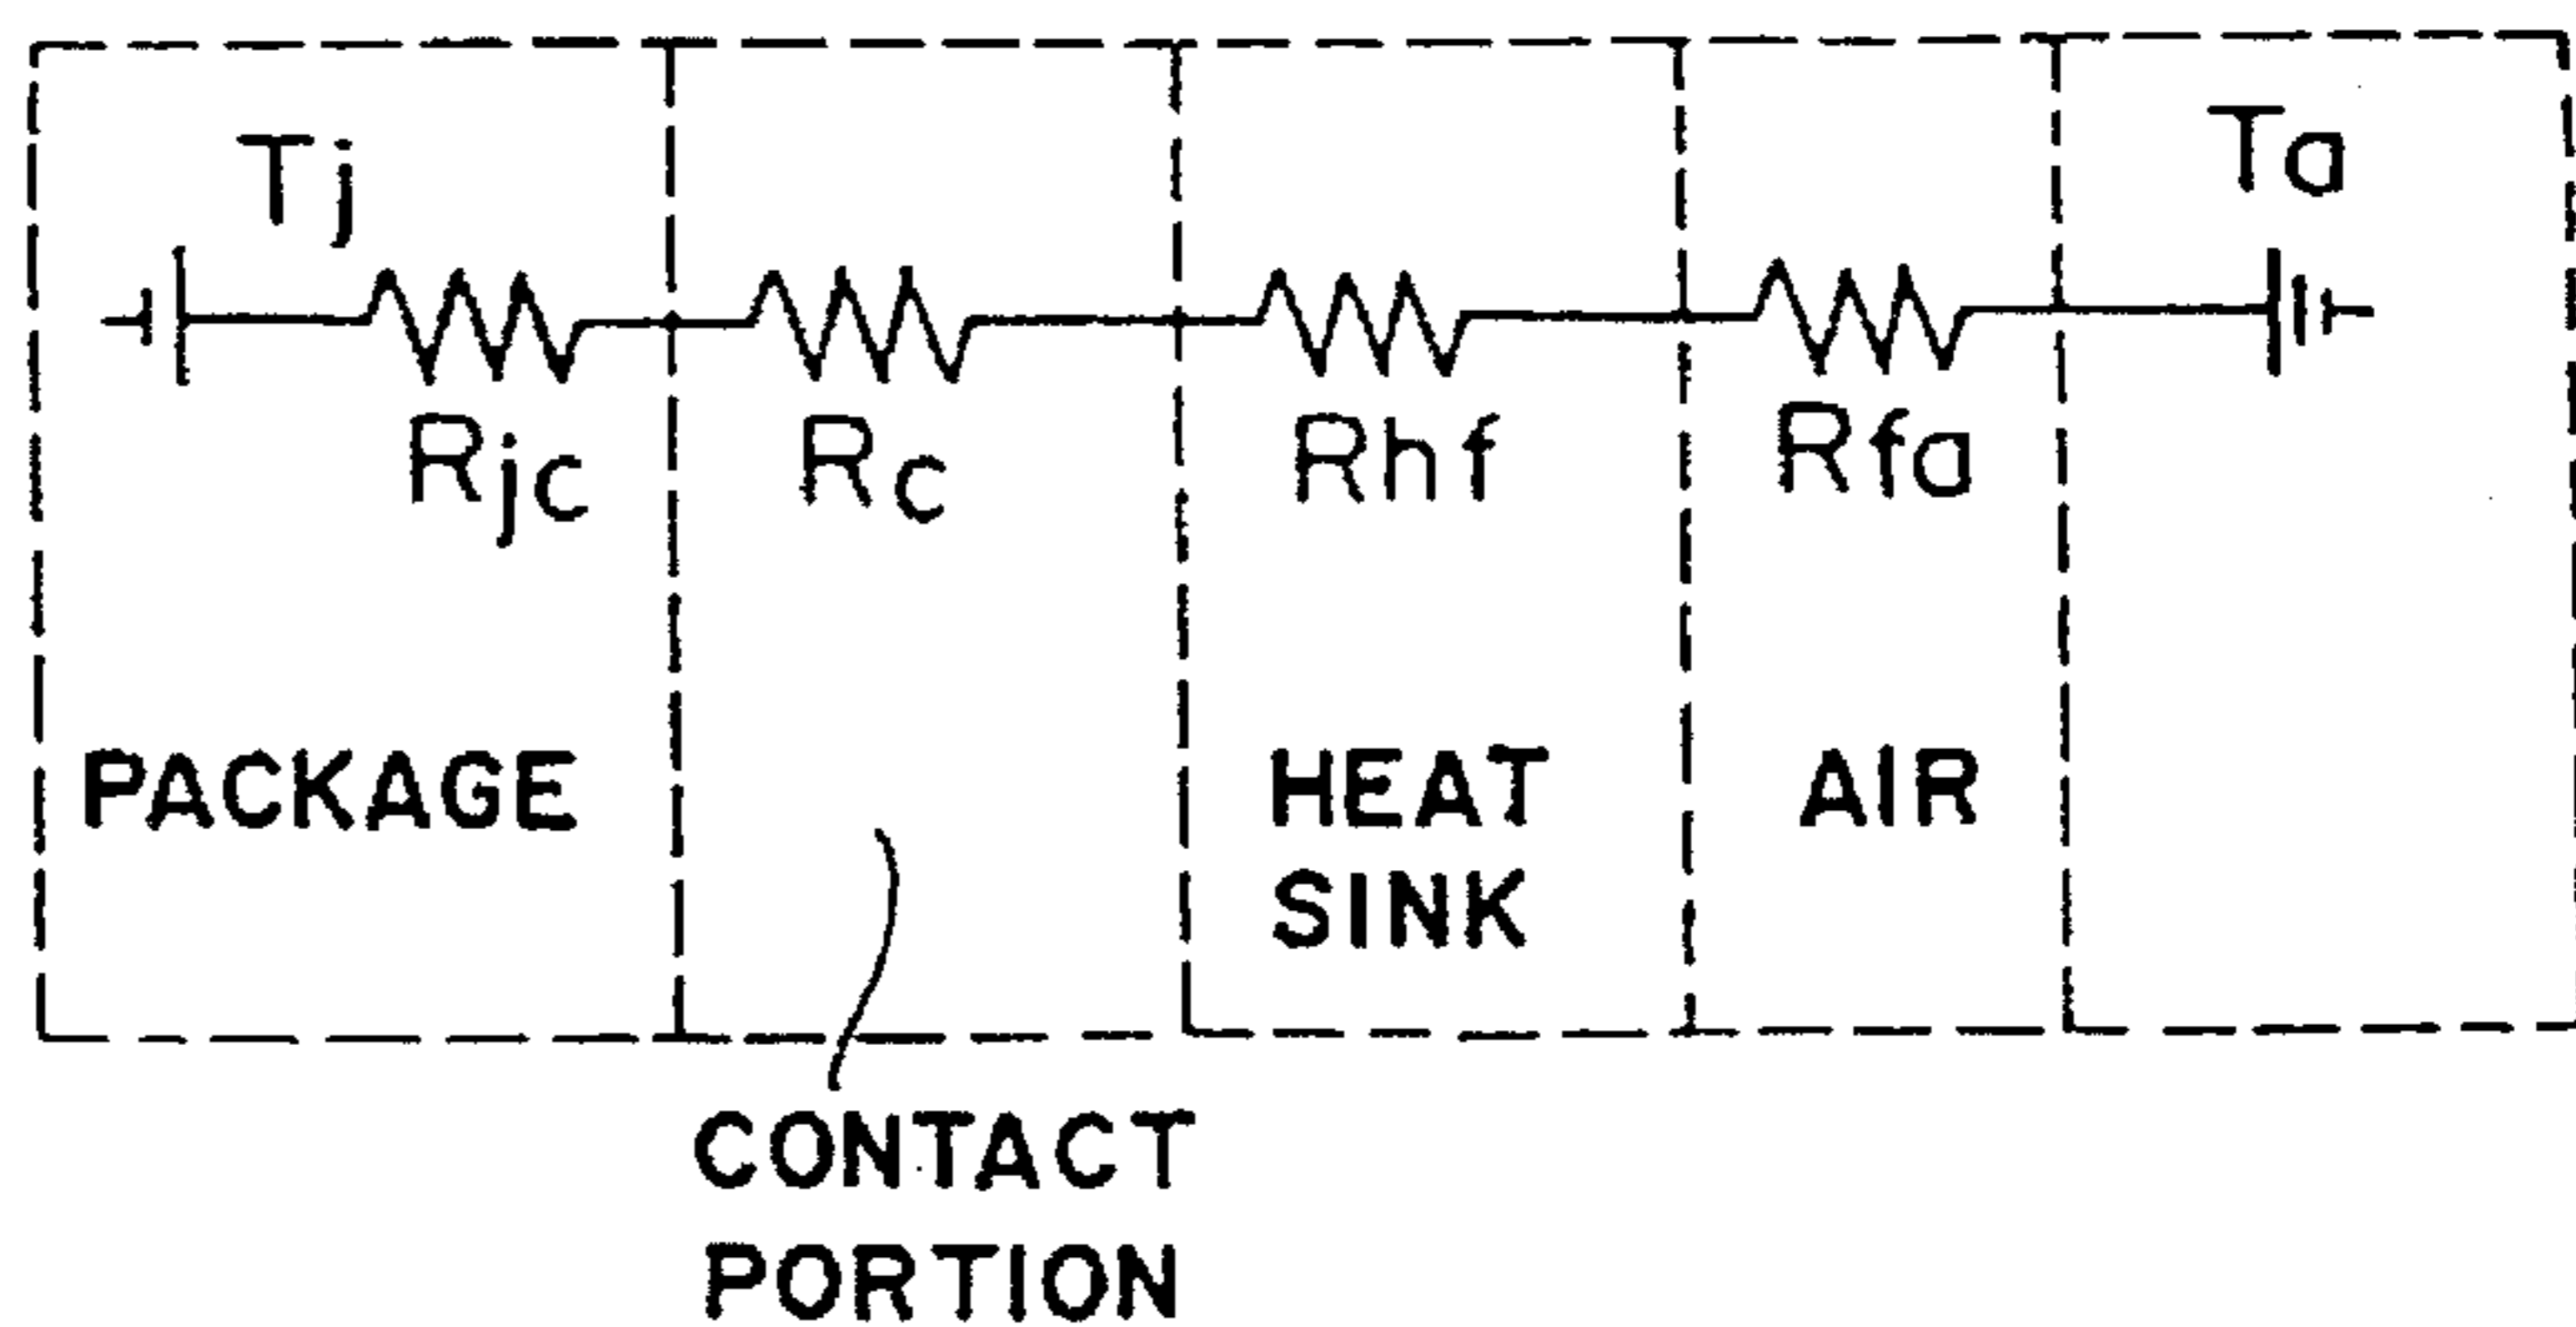 Tj
Ta
Rjc
Rc
Rhf
Rfa
PACKAGE
HEAT
SINK
AIR
CONTACT
PORTION